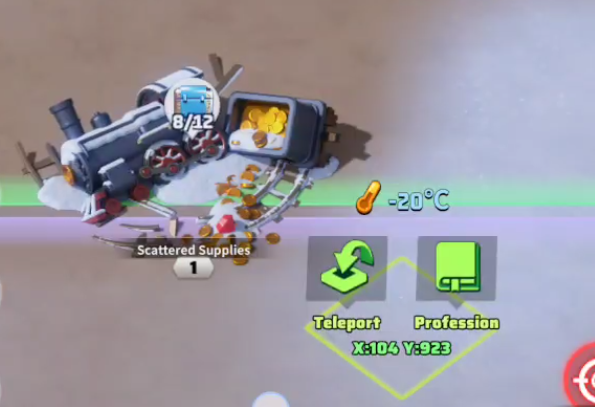 8/12
-20°C
Scattered Supplies
1
Teleport
Profession
X:104 Y:923